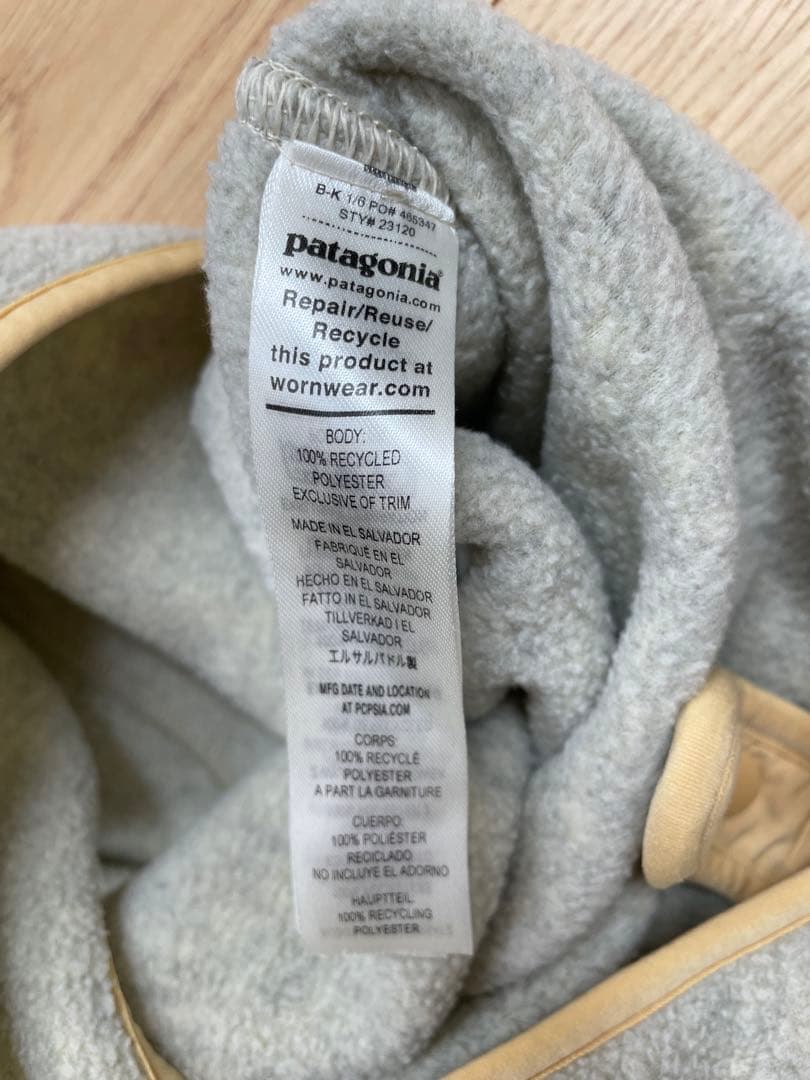 B-K 1/6 PO# 465347
STY# 23120
patagonia®
www.patagonia.com
Repair/Reuse/
Recycle
this product at
wornwear.com
BODY:
100% RECYCLED
POLYESTER
EXCLUSIVE OF TRIM
MADE IN EL SALVADOR
FABRIQUÉ EN EL
SALVADOR
HECHO EN EL SALVADOR
FATTO IN EL SALVADOR
TILLVERKAD I EL
SALVADOR
エルサルバドル製
MFG DATE AND LOCATION
AT PCPSIA.COM
CORPS:
100% RECYCLÉ
POLYESTER
A PART LA GARNITURE
CUERPO:
100% POLIÉSTER
RECICLADO
NO INCLUYE EL ADORNO
HAUPTTEIL:
100% RECYCLING
POLYESTER